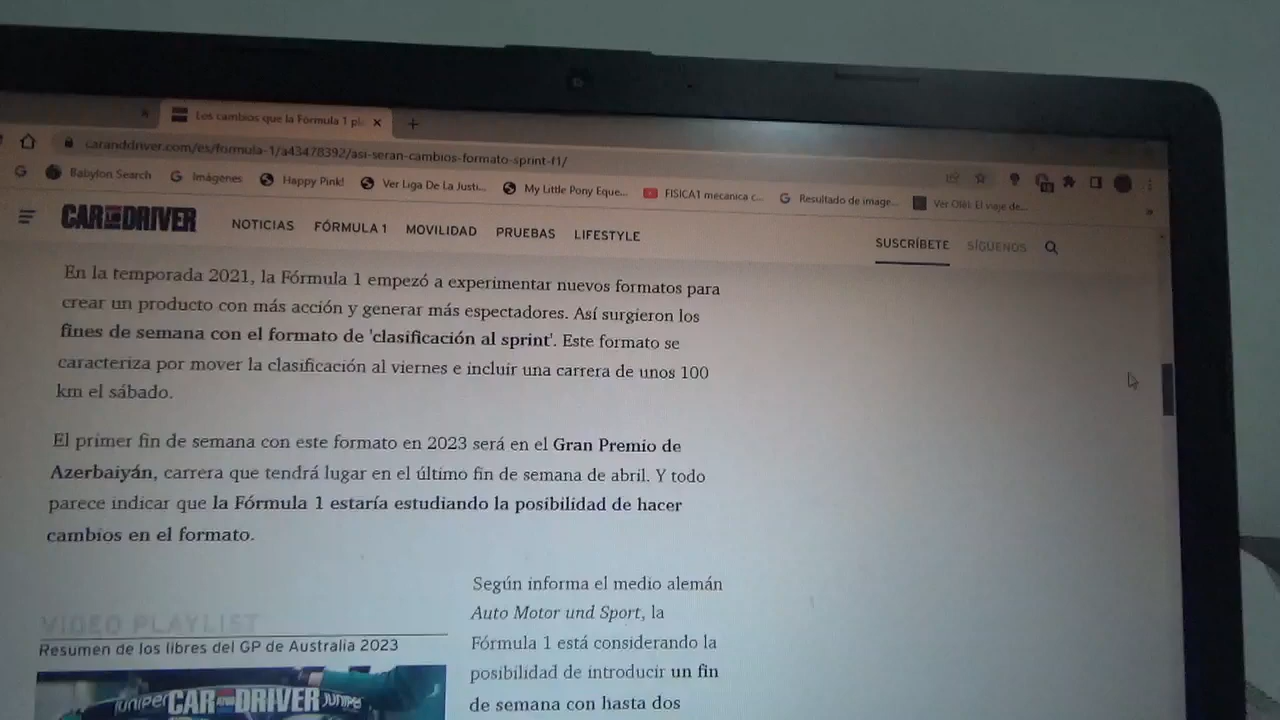 Los cambios que la Fórmula 1 pl
caranddriver.com/es/formula-1/a43478392/asi-seran-cambios-formato-sprint-f1/
Babylon Search
Imágenes
Happy Pink!
Ver Liga De La Justi...
My Little Pony Eque...
FISICA1 mecánica c...
Resultado de image...
Ver Olé!: El viaje de...
CAR AND DRIVER
NOTICIAS
FÓRMULA 1
MOVILIDAD
PRUEBAS
LIFESTYLE
SUSCRÍBETE
SÍGUENOS
En la temporada 2021, la Fórmula 1 empezó a experimentar nuevos formatos para
crear un producto con más acción y generar más espectadores. Así surgieron los
fines de semana con el formato de 'clasificación al sprint'. Este formato se
caracteriza por mover la clasificación al viernes e incluir una carrera de unos 100
km el sábado.
El primer fin de semana con este formato en 2023 será en el Gran Premio de
Azerbaiyán, carrera que tendrá lugar en el último fin de semana de abril. Y todo
parece indicar que la Fórmula 1 estaría estudiando la posibilidad de hacer
cambios en el formato.
VIDEO PLAYLIST
Resumen de los libres del GP de Australia 2023
juniper CAR AND DRIVER
Según informa el medio alemán
Auto Motor und Sport, la
Fórmula 1 está considerando la
posibilidad de introducir un fin
de semana con hasta dos